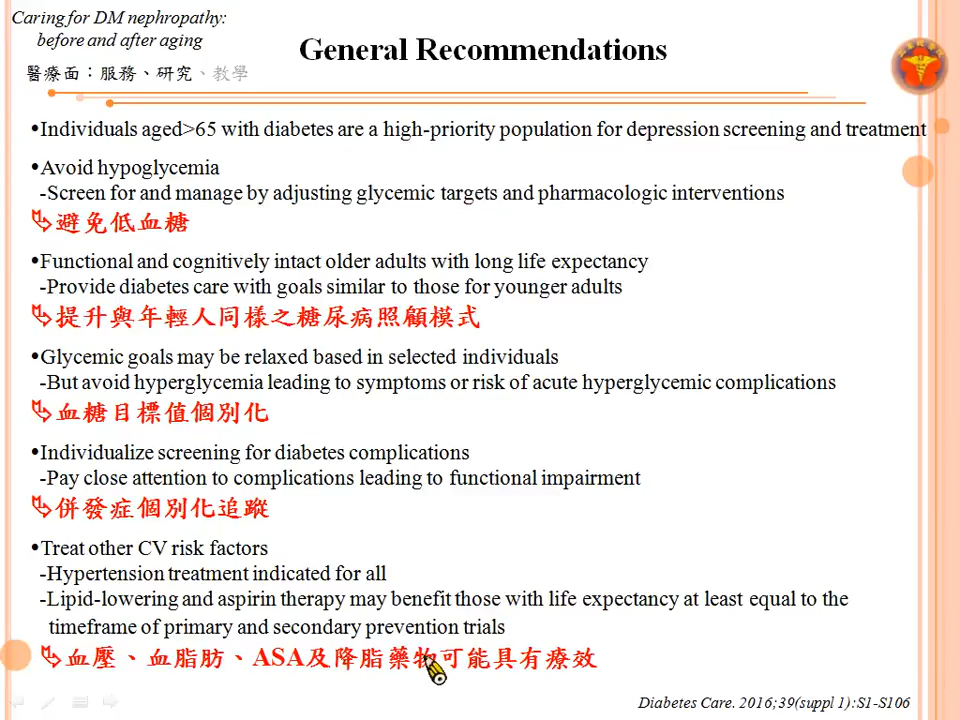 Caring for DM nephropathy:
before and after aging
醫療面：服務、研究、教學
General Recommendations
•Individuals aged>65 with diabetes are a high-priority population for depression screening and treatment
•Avoid hypoglycemia
-Screen for and manage by adjusting glycemic targets and pharmacologic interventions
避免低血糖
•Functional and cognitively intact older adults with long life expectancy
-Provide diabetes care with goals similar to those for younger adults
提升與年輕人同樣之糖尿病照顧模式
•Glycemic goals may be relaxed based in selected individuals
-But avoid hyperglycemia leading to symptoms or risk of acute hyperglycemic complications
血糖目標值個別化
•Individualize screening for diabetes complications
-Pay close attention to complications leading to functional impairment
併發症個別化追蹤
•Treat other CV risk factors
-Hypertension treatment indicated for all
-Lipid-lowering and aspirin therapy may benefit those with life expectancy at least equal to the
timeframe of primary and secondary prevention trials
血壓、血脂肪、ASA及降脂藥物可能具有療效
Diabetes Care. 2016;39(suppl 1):S1-S106